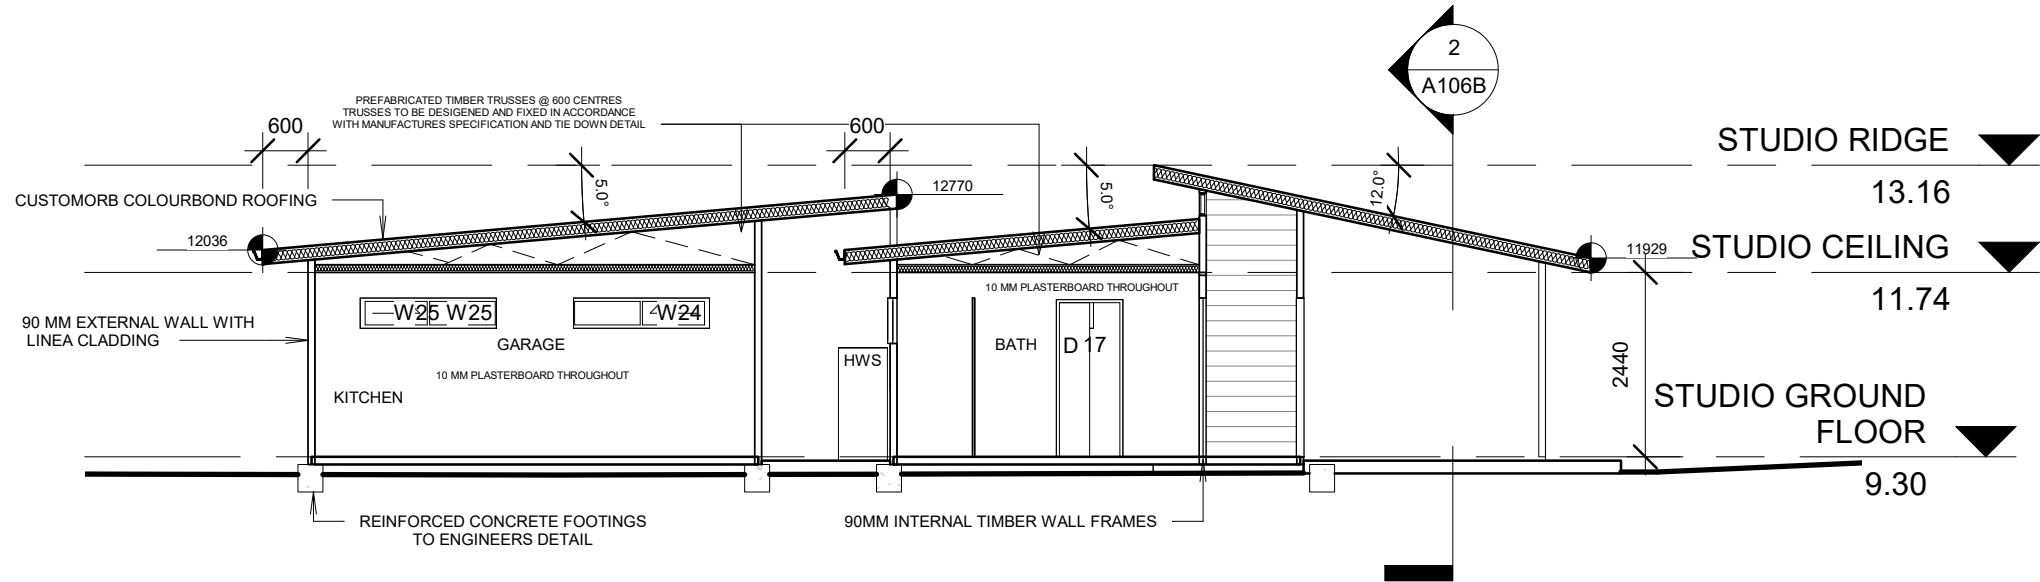 2
A106B
PREFABRICATED TIMBER TRUSSES @ 600 CENTRES
TRUSSES TO BE DESIGENED AND FIXED IN ACCORDANCE
WITH MANUFACTURES SPECIFICATION AND TIE DOWN DETAIL
600
600
STUDIO RIDGE
13.16
5.0°
5.0°
12.0°
12770
CUSTOMORB COLOURBOND ROOFING
12036
11929
STUDIO CEILING
11.74
10 MM PLASTERBOARD THROUGHOUT
W25 W25
W24
90 MM EXTERNAL WALL WITH
LINEA CLADDING
GARAGE
BATH
D 17
HWS
10 MM PLASTERBOARD THROUGHOUT
KITCHEN
2440
STUDIO GROUND
FLOOR
9.30
REINFORCED CONCRETE FOOTINGS
TO ENGINEERS DETAIL
90MM INTERNAL TIMBER WALL FRAMES